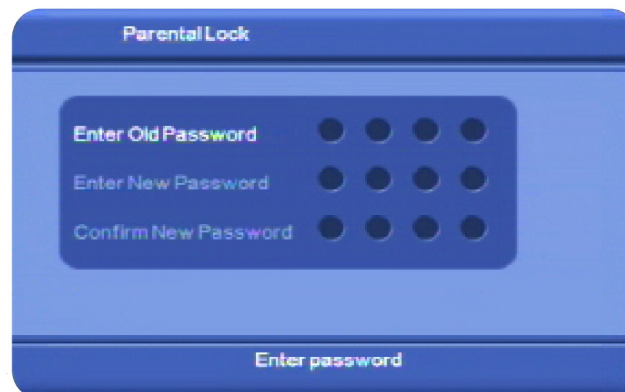 Parental Lock
Enter Old Password
Enter New Password
Confirm New Password
Enter password